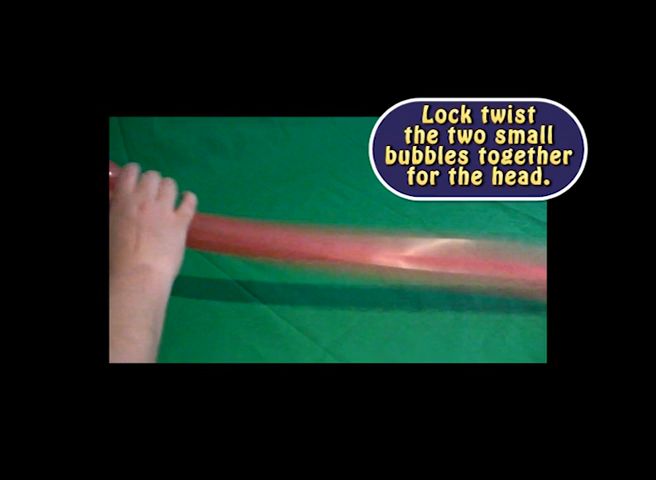 Lock twist
the two small
bubbles together
for the head.